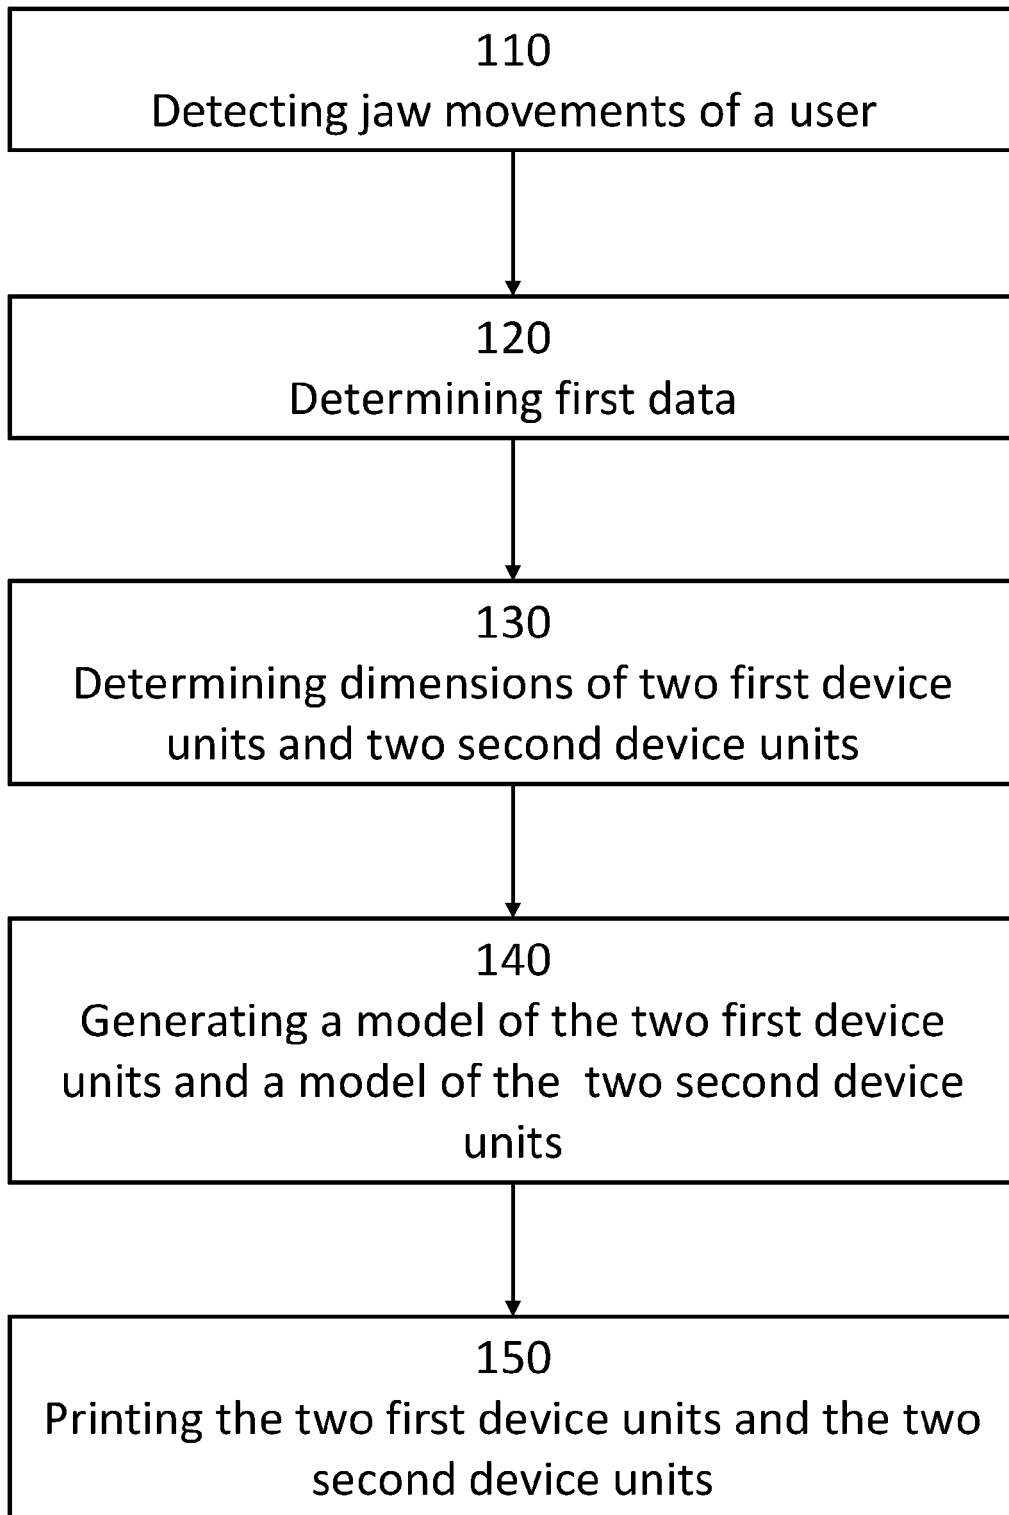 110
Detecting jaw movements of a user
120
Determining first data
130
Determining dimensions of two first device
units and two second device units
140
Generating a model of the two first device
units and a model of the  two second device
units
150
Printing the two first device units and the two
second device units